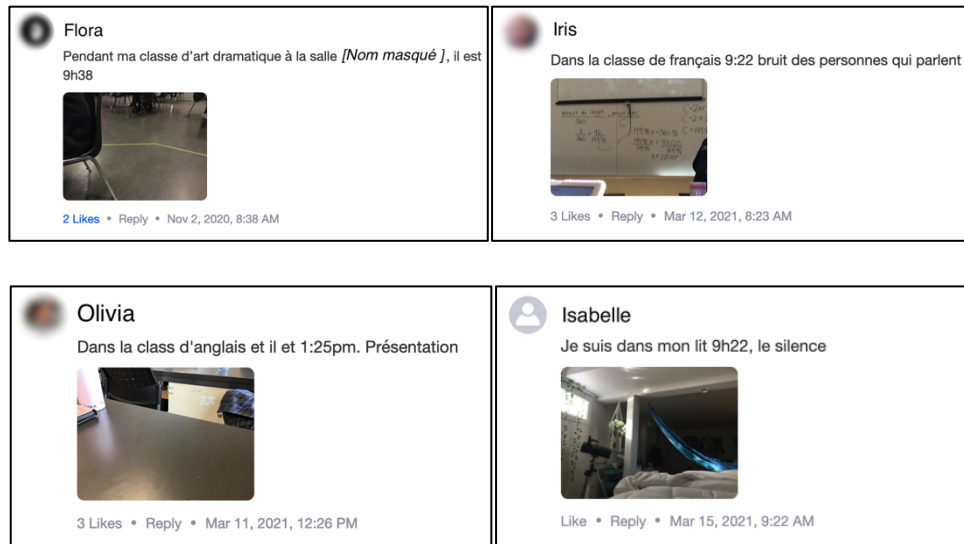 Flora
Pendant ma classe d'art dramatique à la salle [Nom masqué ], il est
9h38
2 Likes • Reply • Nov 2, 2020, 8:38 AM
Iris
Dans la classe de français 9:22 bruit des personnes qui parlent
3 Likes • Reply • Mar 12, 2021, 8:23 AM
Olivia
Dans la class d'anglais et il et 1:25pm. Présentation
3 Likes • Reply • Mar 11, 2021, 12:26 PM
Isabelle
Je suis dans mon lit 9h22, le silence
Like • Reply • Mar 15, 2021, 9:22 AM